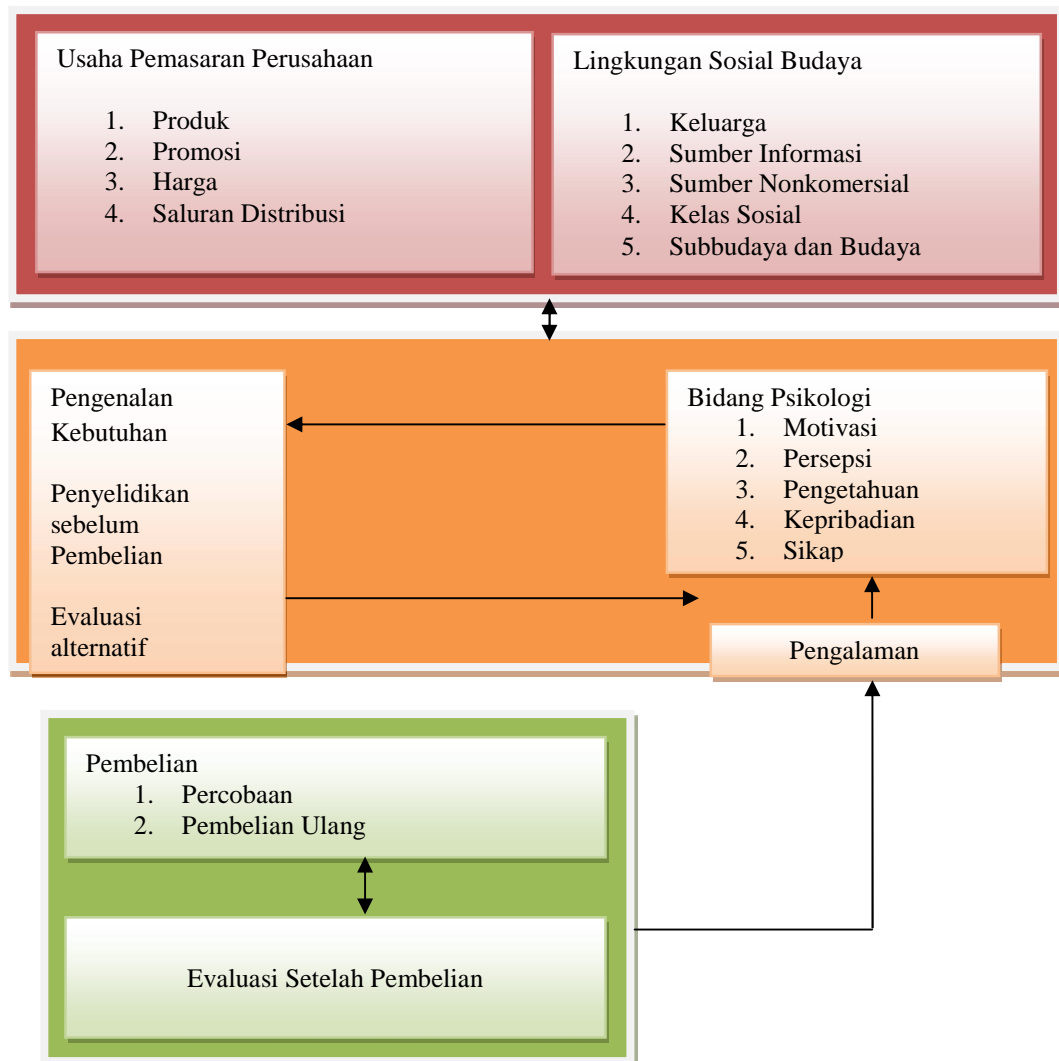 Usaha Pemasaran Perusahaan
1. Produk
2. Promosi
3. Harga
4. Saluran Distribusi
Lingkungan Sosial Budaya
1. Keluarga
2. Sumber Informasi
3. Sumber Nonkomersial
4. Kelas Sosial
5. Subbudaya dan Budaya
Pengenalan
Kebutuhan
Penyelidikan
sebelum
Pembelian
Evaluasi
alternatif
Bidang Psikologi
1. Motivasi
2. Persepsi
3. Pengetahuan
4. Kepribadian
5. Sikap
Pengalaman
Pembelian
1. Percobaan
2. Pembelian Ulang
Evaluasi Setelah Pembelian